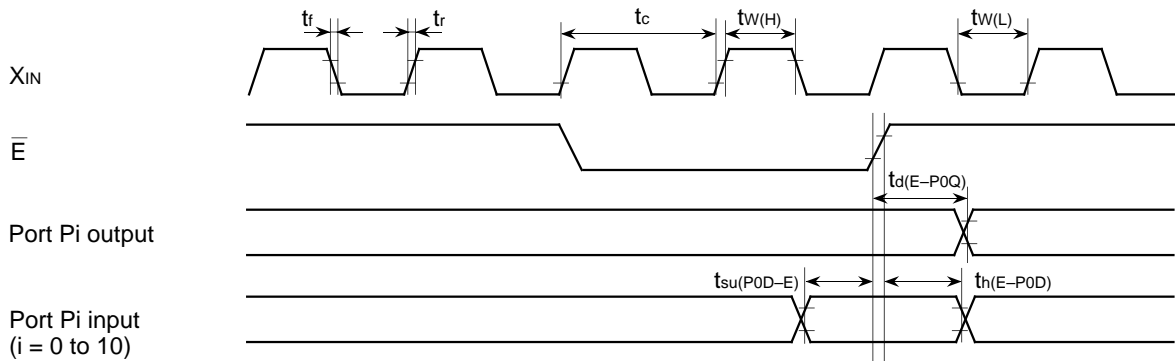 tf
tr
tc
tW(H)
tW(L)
XIN
E̅
td(E–P0Q)
Port Pi output
tsu(P0D–E)
th(E–P0D)
Port Pi input
(i = 0 to 10)